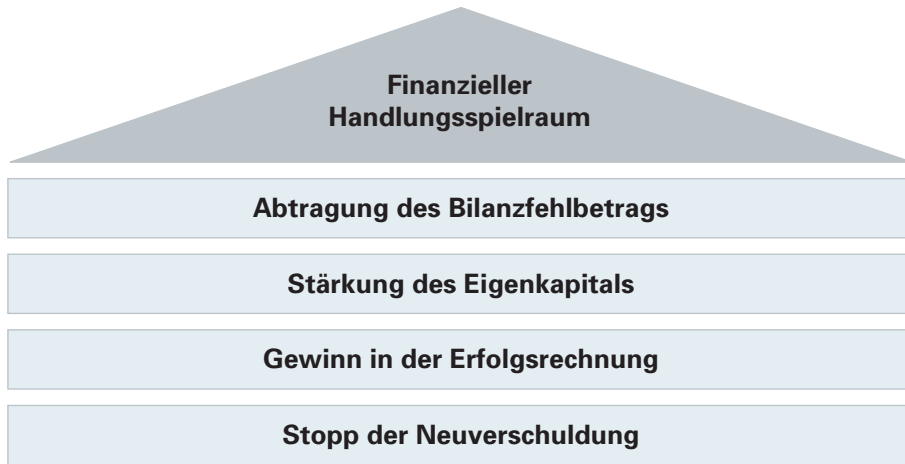 Finanzieller
Handlungsspielraum
Abtragung des Bilanzfehlbetrags
Stärkung des Eigenkapitals
Gewinn in der Erfolgsrechnung
Stopp der Neuverschuldung